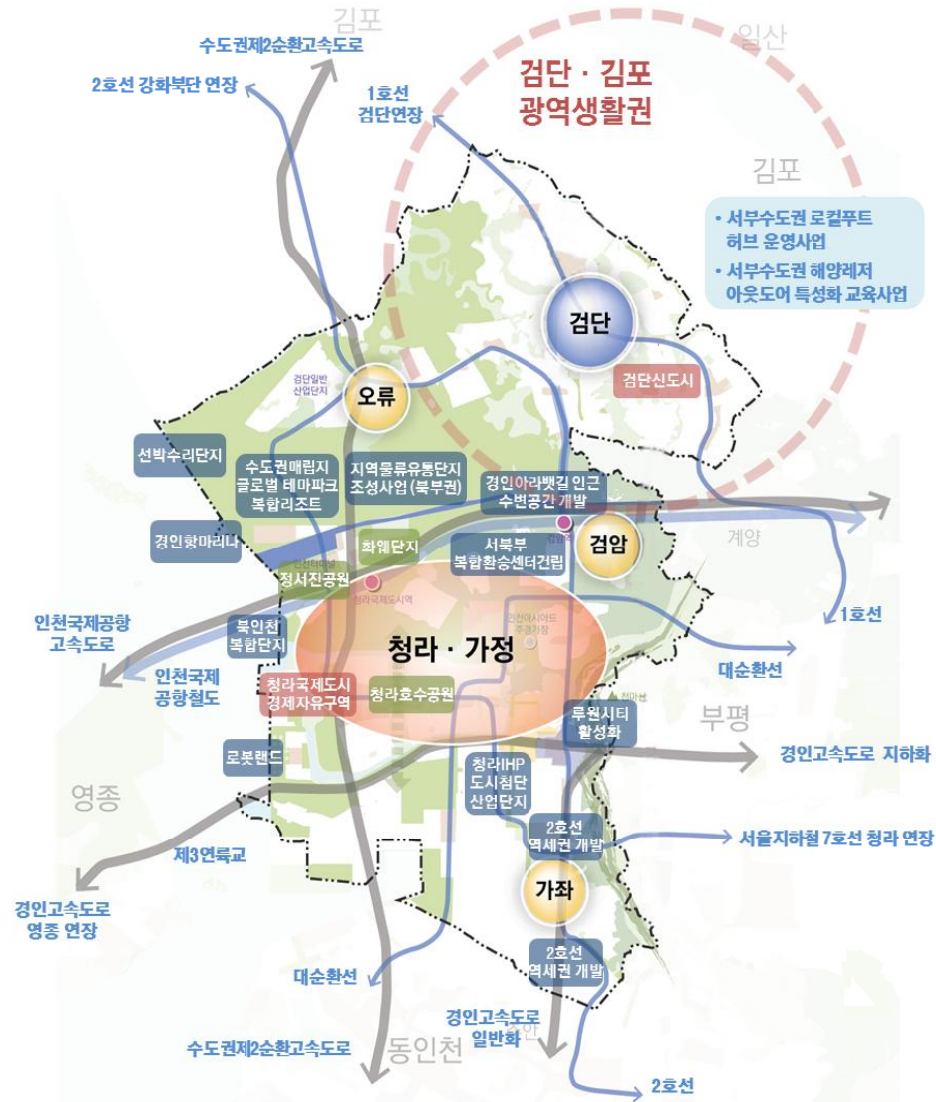 김포
일산
수도권제2순환고속도로
2호선 강화북단 연장
1호선
검단연장
검단 · 김포
광역생활권
김포
• 서부수도권 로컬푸트
허브 운영사업
• 서부수도권 해양레저
아웃도어 특성화 교육사업
검단
검단신도시
검단일반
산업단지
오류
선박수리단지
수도권매립지
글로벌 테마파크
복합리조트
지역물류유통단지
조성사업 (북부권)
경인아라뱃길 인근
수변공간 개발
경인항마리나
화훼단지
서북부
복합환승센터건립
검암
계양
정서진공원
청라국제도시역
인천국제공항
고속도로
북인천
복합단지
인천국제
공항철도
청라 · 가정
인천아시아드
주경기장
1호선
대순환선
청라국제도시
경제자유구역
청라호수공원
루원시티
활성화
부평
로봇랜드
청라IHP
도시첨단
산업단지
경인고속도로 지하화
영종
제3연륙교
2호선
역세권 개발
서울지하철 7호선 청라 연장
가좌
경인고속도로
영종 연장
2호선
역세권 개발
대순환선
경인고속도로
일반화
수도권제2순환고속도로
동인천
2호선